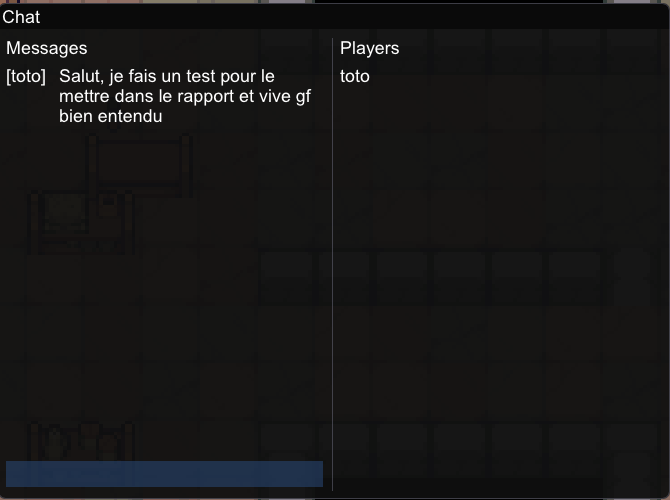 Chat
Messages
[toto] Salut, je fais un test pour le
mettre dans le rapport et vive gf
bien entendu
Players
toto